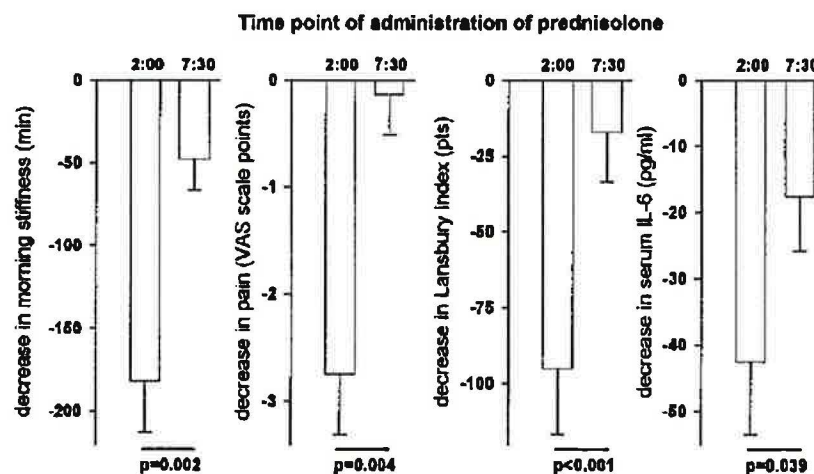 Time point of administration of prednisolone
2:00 7:30
0
-50
-100
-150
-200
decrease in morning stiffness (min)
p=0.002
2:00 7:30
0
-1
-2
-3
decrease in pain (VAS scale points)
p=0.004
2:00 7:30
0
-25
-50
-75
-100
decrease in Lansbury Index (pts)
p<0.001
2:00 7:30
0
-10
-20
-30
-40
-50
decrease in serum IL-6 (pg/ml)
p=0.039